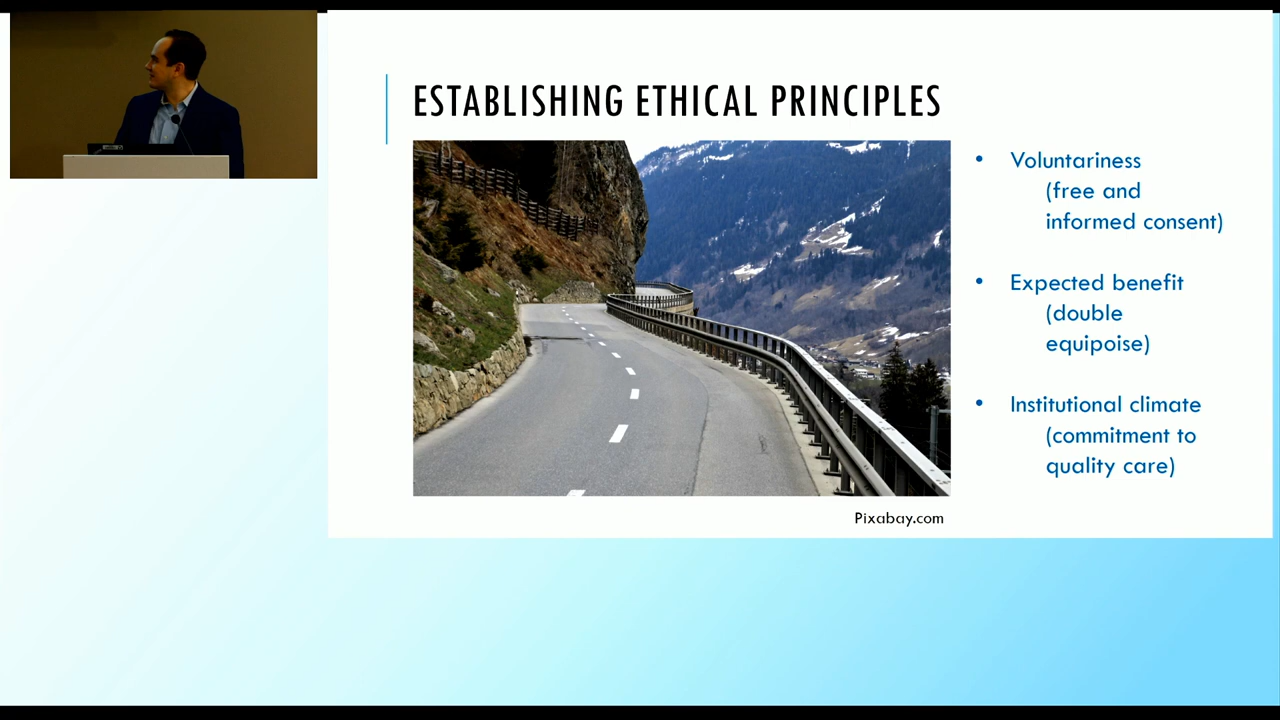 ESTABLISHING ETHICAL PRINCIPLES
• Voluntariness
(free and
informed consent)
• Expected benefit
(double
equipoise)
• Institutional climate
(commitment to
quality care)
Pixabay.com